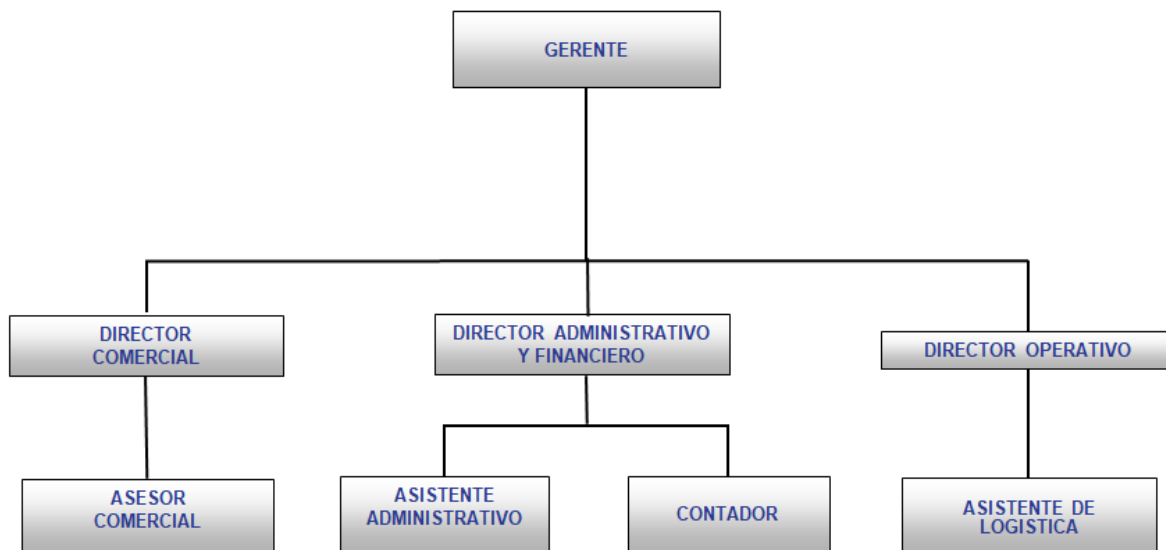 GERENTE
DIRECTOR
COMERCIAL
DIRECTOR ADMINISTRATIVO
Y FINANCIERO
DIRECTOR OPERATIVO
ASESOR
COMERCIAL
ASISTENTE
ADMINISTRATIVO
CONTADOR
ASISTENTE DE
LOGISTICA